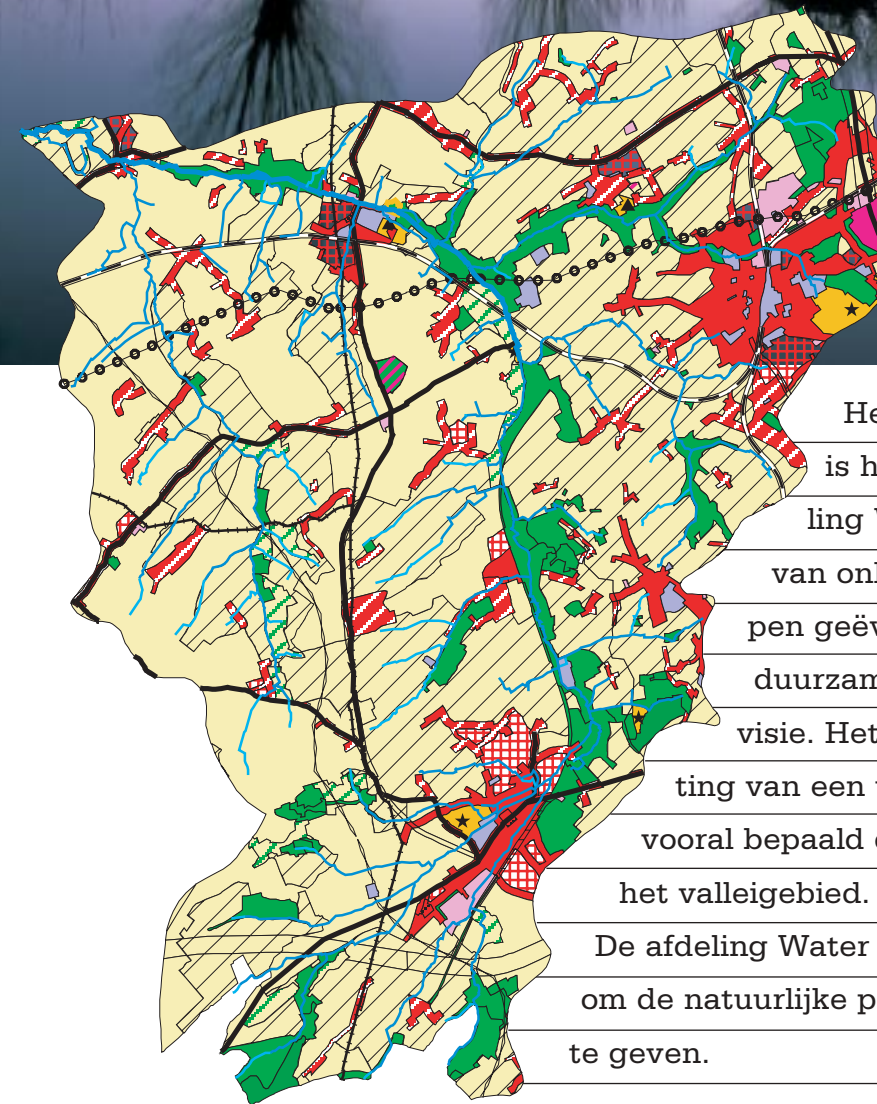 He
is h
ling
van onl
pen geëv
duurzam
visie. Het
ting van een
vooral bepaald
het valleigebied.
De afdeling Water
om de natuurlijke p
te geven.